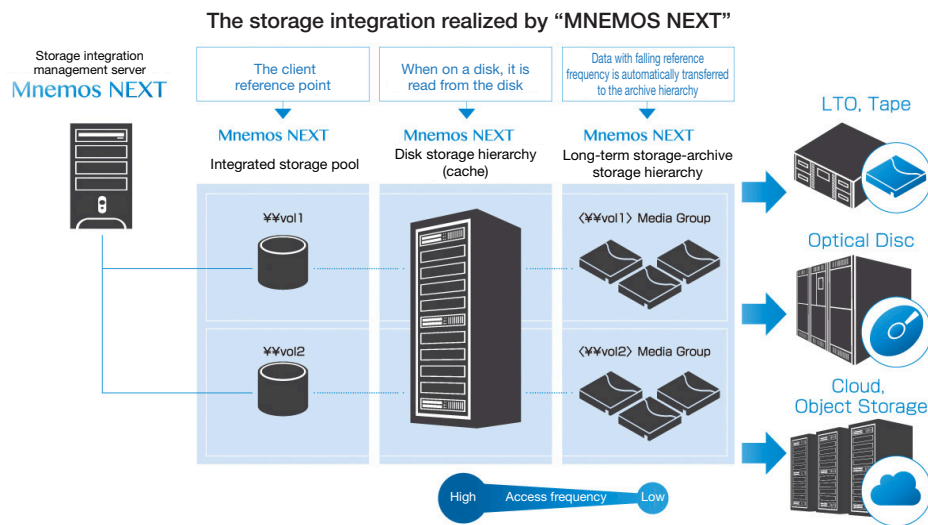 The storage integration realized by “MNEMOS NEXT”
Storage integration
management server
Mnemos NEXT
The client
reference point
When on a disk, it is
read from the disk
Data with falling reference
frequency is automatically transferred
to the archive hierarchy
Mnemos NEXT
Integrated storage pool
Mnemos NEXT
Disk storage hierarchy
(cache)
Mnemos NEXT
Long-term storage-archive
storage hierarchy
¥¥vol1
〈¥¥vol1〉 Media Group
¥¥vol2
〈¥¥vol2〉 Media Group
LTO, Tape
Optical Disc
Cloud,
Object Storage
High
Access frequency
Low